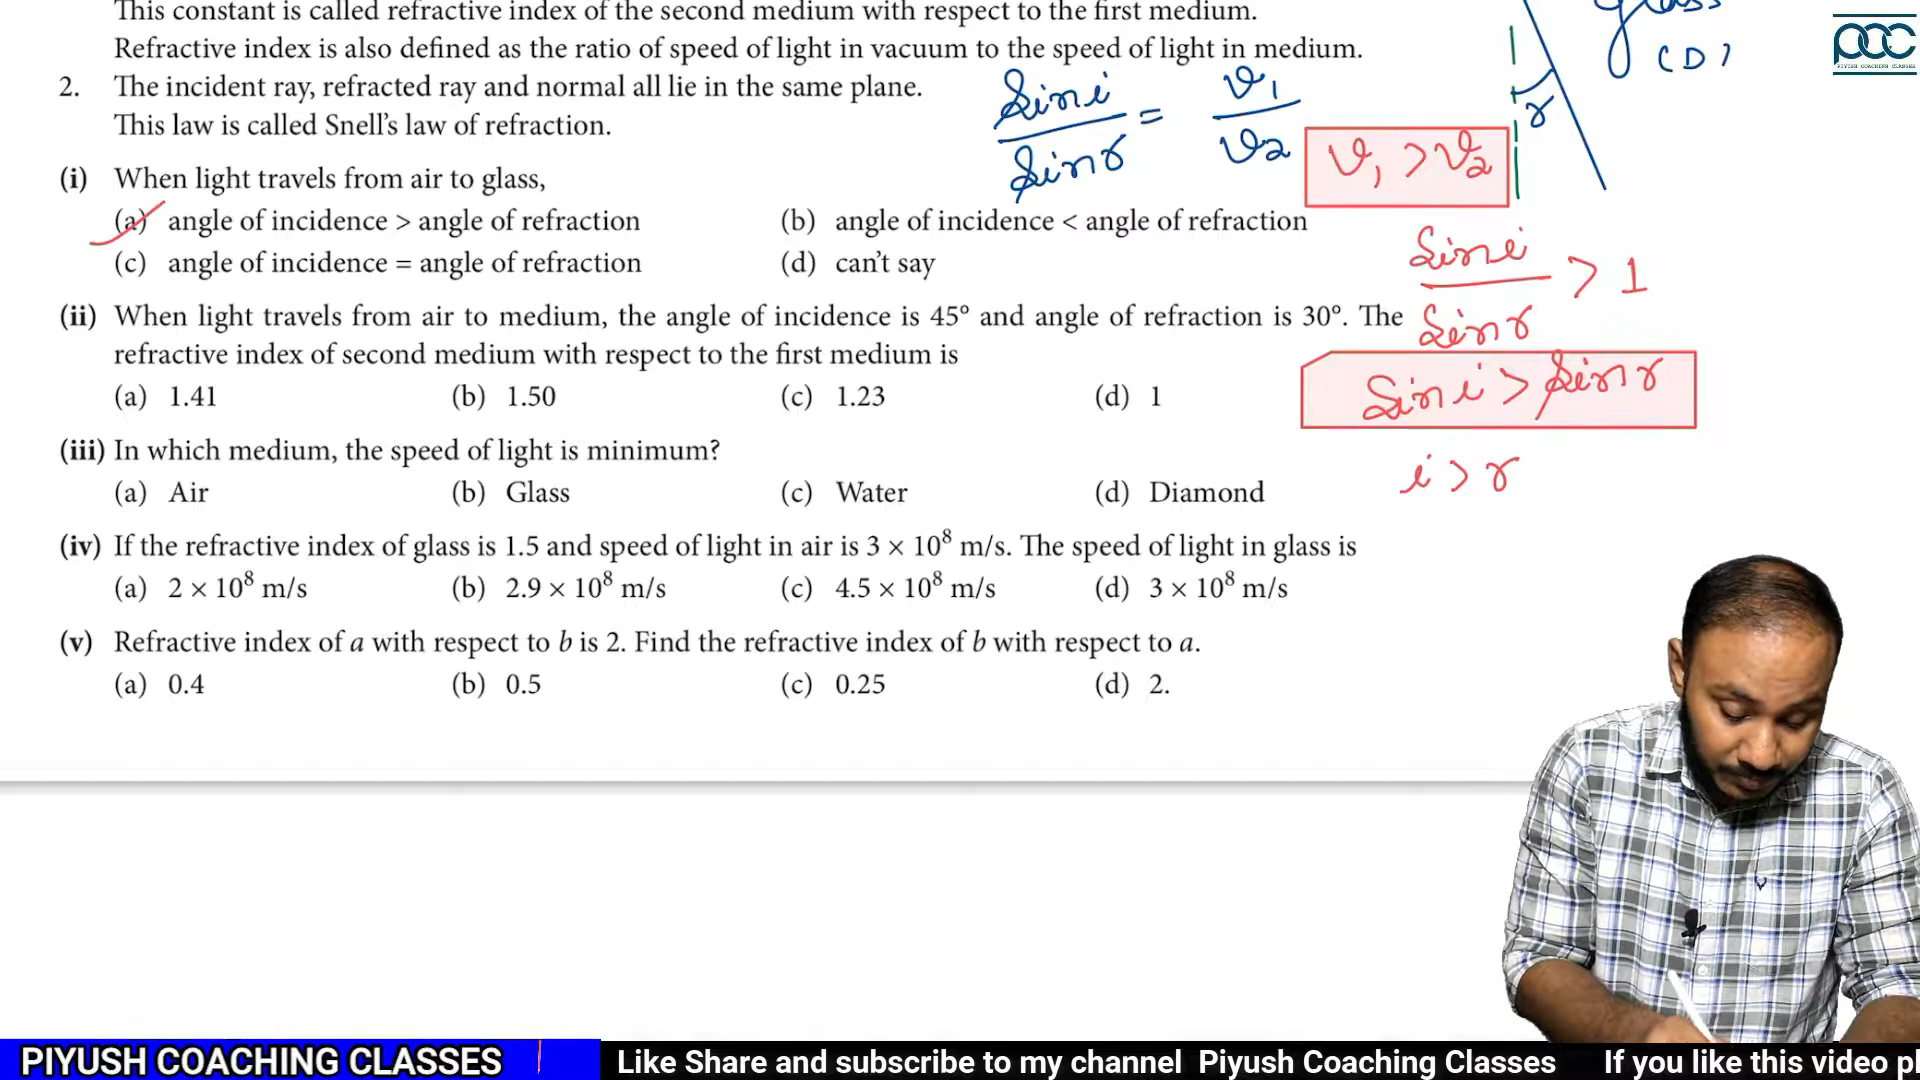 This constant is called refractive index of the second medium with respect to the first medium.
Refractive index is also defined as the ratio of speed of light in vacuum to the speed of light in medium.
2. The incident ray, refracted ray and normal all lie in the same plane.
This law is called Snell's law of refraction.
glass
(D)
r
PCC
PIYUSH COACHING CLASSES
sin i / sin r = v₁ / v₂
v₁ > v₂
(i) When light travels from air to glass,
(a) angle of incidence > angle of refraction (b) angle of incidence < angle of refraction
(c) angle of incidence = angle of refraction (d) can't say
sin i / sin r > 1
(ii) When light travels from air to medium, the angle of incidence is 45° and angle of refraction is 30°. The
refractive index of second medium with respect to the first medium is
(a) 1.41 (b) 1.50 (c) 1.23 (d) 1
sin i > sin r
i > r
(iii) In which medium, the speed of light is minimum?
(a) Air (b) Glass (c) Water (d) Diamond
(iv) If the refractive index of glass is 1.5 and speed of light in air is 3 × 10⁸ m/s. The speed of light in glass is
(a) 2 × 10⁸ m/s (b) 2.9 × 10⁸ m/s (c) 4.5 × 10⁸ m/s (d) 3 × 10⁸ m/s
(v) Refractive index of a with respect to b is 2. Find the refractive index of b with respect to a.
(a) 0.4 (b) 0.5 (c) 0.25 (d) 2.
PIYUSH COACHING CLASSES Like Share and subscribe to my channel Piyush Coaching Classes If you like this video pl